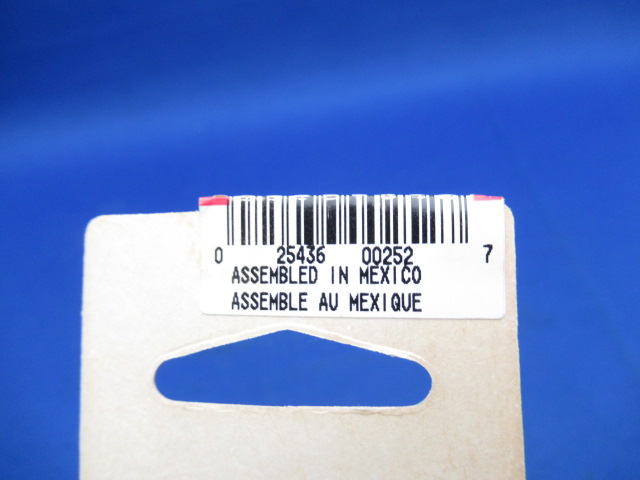 0 25436 00252 7
ASSEMBLED IN MEXICO
ASSEMBLE AU MEXIQUE